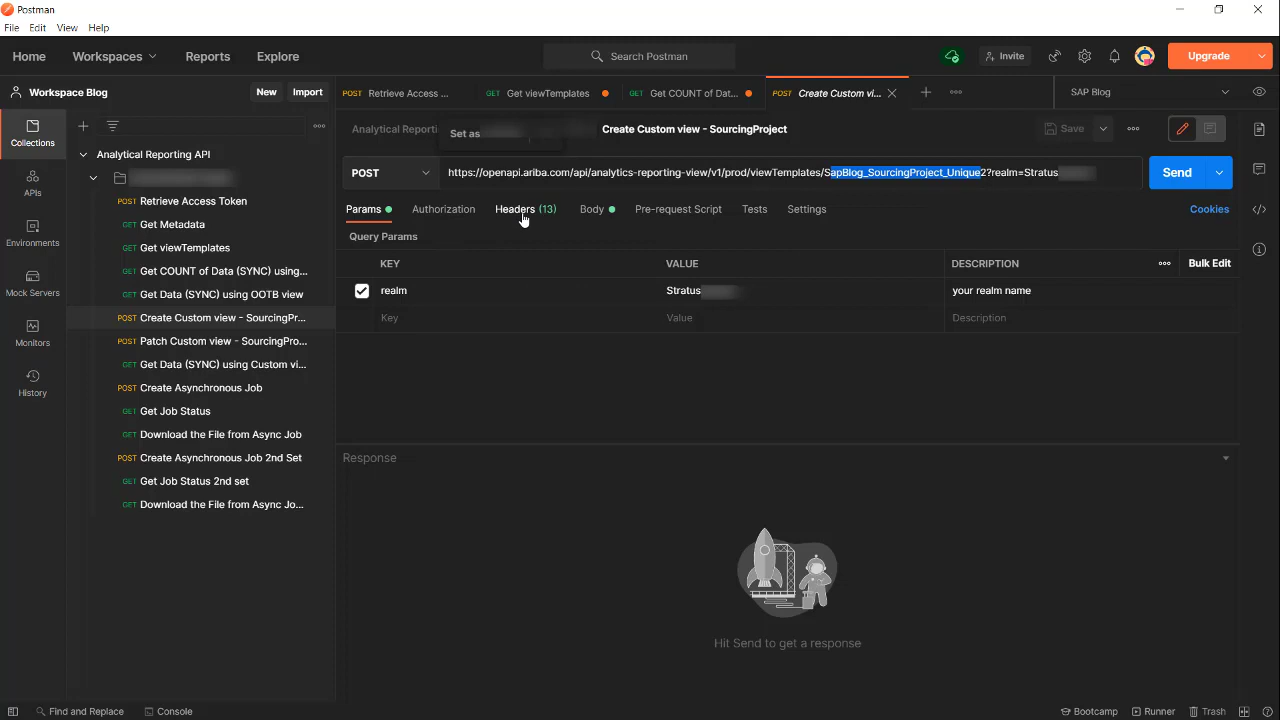 Postman
File Edit View Help
Home Workspaces Reports Explore Search Postman Invite Upgrade
Workspace Blog New Import
POST Retrieve Access ... GET Get viewTemplates GET Get COUNT of Dat... POST Create Custom vi... SAP Blog
Collections
APIs
Environments
Mock Servers
Monitors
History
Analytical Reporting API
POST Retrieve Access Token
GET Get Metadata
GET Get viewTemplates
GET Get COUNT of Data (SYNC) using...
GET Get Data (SYNC) using OOTB view
POST Create Custom view - SourcingPr...
POST Patch Custom view - SourcingPro...
GET Get Data (SYNC) using Custom vi...
POST Create Asynchronous Job
GET Get Job Status
GET Download the File from Async Job
POST Create Asynchronous Job 2nd Set
GET Get Job Status 2nd set
GET Download the File from Async Jo...
Analytical Reporti Set as Create Custom view - SourcingProject Save
POST https://openapi.ariba.com/api/analytics-reporting-view/v1/prod/viewTemplates/SapBlog_SourcingProject_Unique2?realm=Stratus Send
Params Authorization Headers (13) Body Pre-request Script Tests Settings Cookies
Query Params
KEY VALUE DESCRIPTION Bulk Edit
realm Stratus your realm name
Key Value Description
Response
Hit Send to get a response
Find and Replace Console Bootcamp Runner Trash